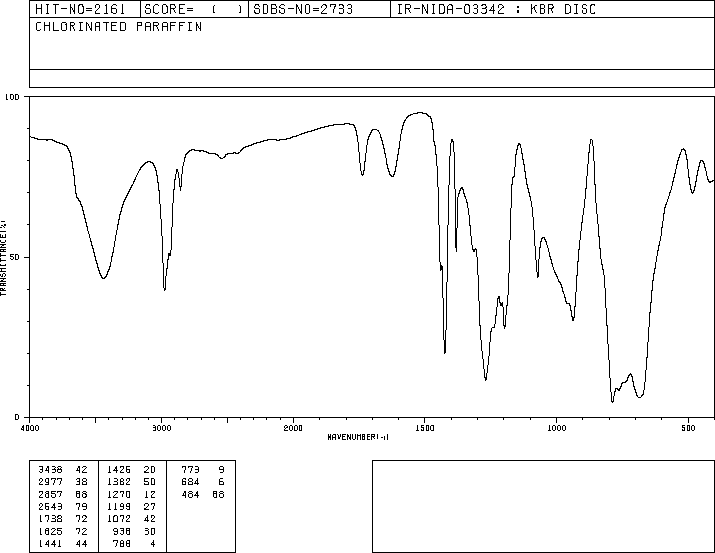 HIT-NO=2161 SCORE= ( ) SDBS-NO=2733 IR-NIDA-03342 : KBR DISC
CHLORINATED PARAFFIN
100
TRANSMITTANCE(%)
50
0
4000 3000 2000 1500 1000 500
WAVENUMBER(-1)
3438 42 1426 20 773 9
2977 38 1382 50 684 6
2857 68 1270 12 484 68
2543 79 1199 27
1738 72 1072 42
1625 72 938 30
1441 44 788 4